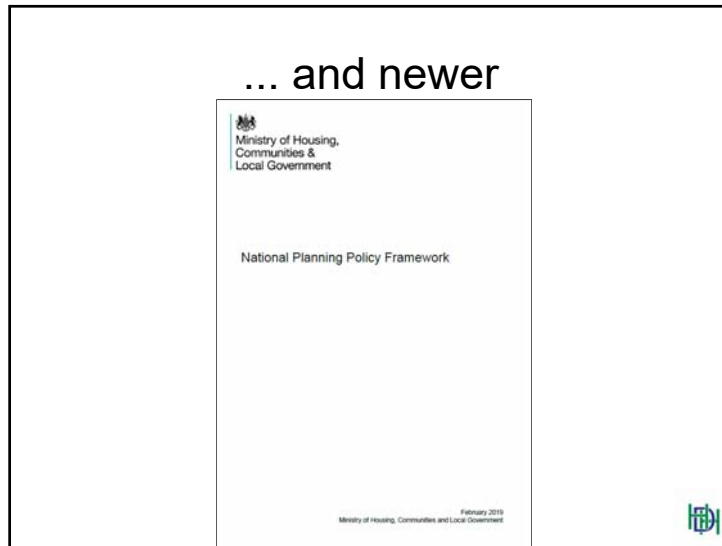 ... and newer
Ministry of Housing,
Communities &
Local Government
National Planning Policy Framework
February 2019
Ministry of Housing, Communities and Local Government
HDH